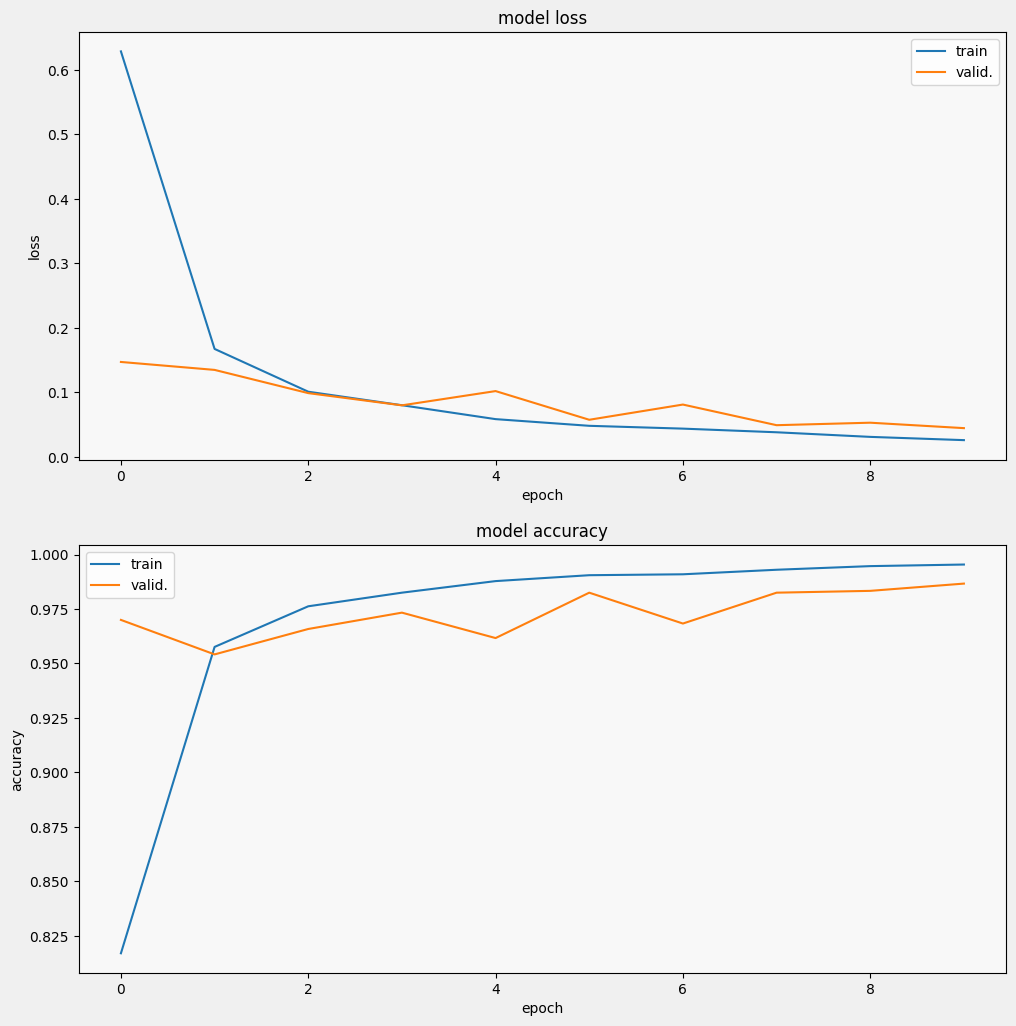 model loss
train
valid.
0.6
0.5
0.4
0.3
0.2
0.1
0.0
loss
0 2 4 6 8
epoch
model accuracy
train
valid.
1.000
0.975
0.950
0.925
0.900
0.875
0.850
0.825
accuracy
0 2 4 6 8
epoch